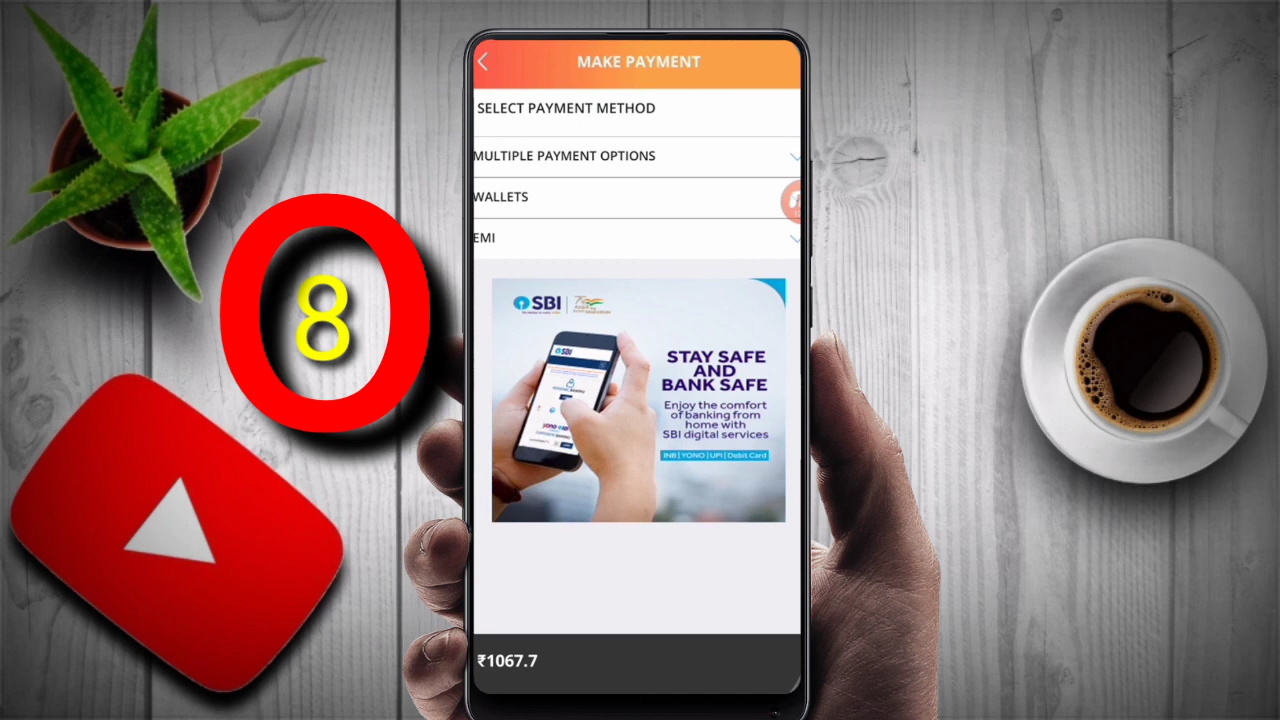 MAKE PAYMENT
SELECT PAYMENT METHOD
MULTIPLE PAYMENT OPTIONS
WALLETS
EMI
8
SBI
SBI
STAY SAFE
AND
BANK SAFE
Enjoy the comfort
of banking from
home with
SBI digital services
INB | YONO | UPI | Debit Card
₹1067.7